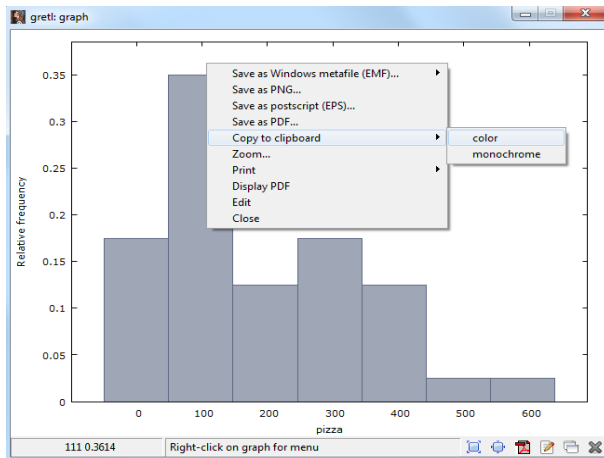 gretl: graph
0.35
0.3
0.25
0.2
0.15
0.1
0.05
0
Relative frequency
Save as Windows metafile (EMF)...
Save as PNG...
Save as postscript (EPS)...
Save as PDF...
Copy to clipboard
Zoom...
Print
Display PDF
Edit
Close
color
monochrome
0 100 200 300 400 500 600
pizza
111 0.3614 Right-click on graph for menu